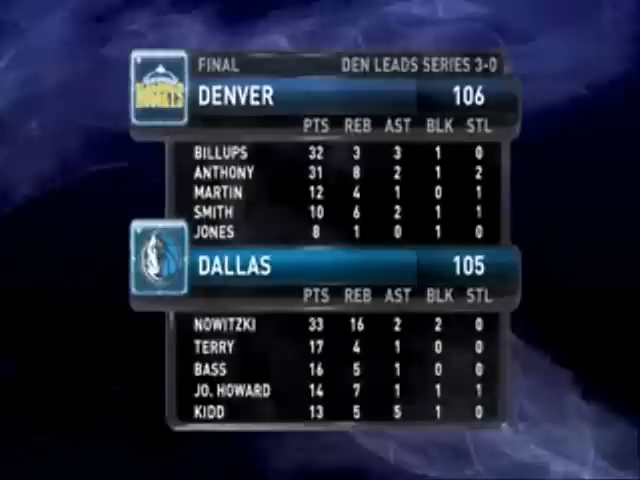 FINAL DEN LEADS SERIES 3-0
NUGGETS
DENVER 106
PTS REB AST BLK STL
BILLUPS 32 3 3 1 0
ANTHONY 31 8 2 1 2
MARTIN 12 4 1 0 1
SMITH 10 6 2 1 1
JONES 8 1 0 1 0
DALLAS 105
PTS REB AST BLK STL
NOWITZKI 33 16 2 2 0
TERRY 17 4 1 0 0
BASS 16 5 1 0 0
JO. HOWARD 14 7 1 1 1
KIDD 13 5 5 1 0